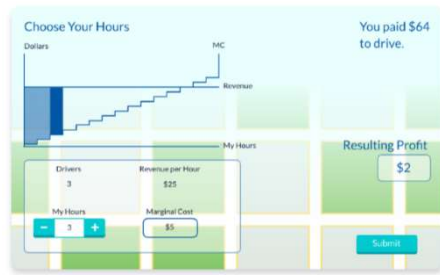 Choose Your Hours
You paid $64
to drive.
Dollars
MC
Revenue
My Hours
Resulting Profit
$2
Drivers
Revenue per Hour
3
$25
My Hours
Marginal Cost
− 3 +
$5
Submit